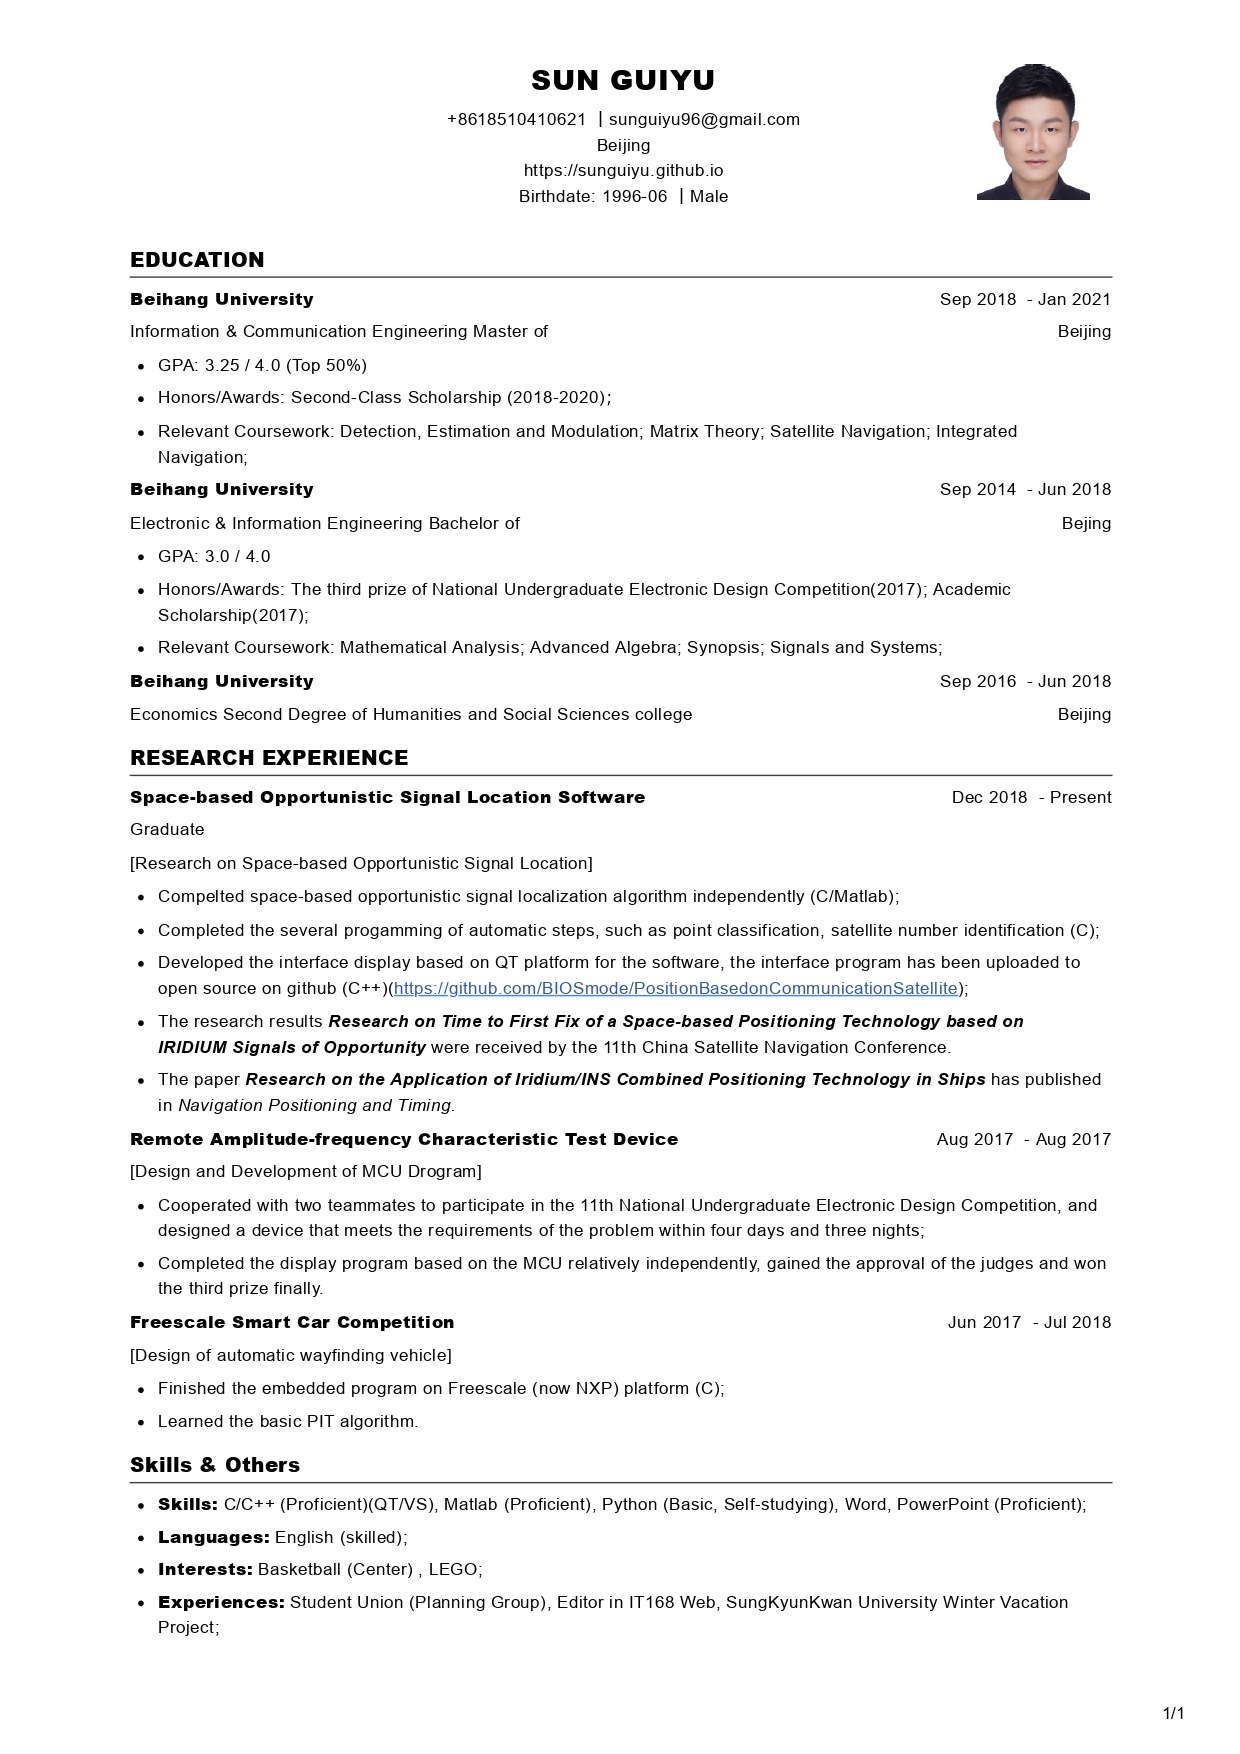 SUN GUIYU
+8618510410621 | sunguiyu96@gmail.com
Beijing
https://sunguiyu.github.io
Birthdate: 1996-06 | Male
EDUCATION
Beihang University Sep 2018 - Jan 2021
Information & Communication Engineering Master of Beijing
• GPA: 3.25 / 4.0 (Top 50%)
• Honors/Awards: Second-Class Scholarship (2018-2020);
• Relevant Coursework: Detection, Estimation and Modulation; Matrix Theory; Satellite Navigation; Integrated
Navigation;
Beihang University Sep 2014 - Jun 2018
Electronic & Information Engineering Bachelor of Bejing
• GPA: 3.0 / 4.0
• Honors/Awards: The third prize of National Undergraduate Electronic Design Competition(2017); Academic
Scholarship(2017);
• Relevant Coursework: Mathematical Analysis; Advanced Algebra; Synopsis; Signals and Systems;
Beihang University Sep 2016 - Jun 2018
Economics Second Degree of Humanities and Social Sciences college Beijing
RESEARCH EXPERIENCE
Space-based Opportunistic Signal Location Software Dec 2018 - Present
Graduate
[Research on Space-based Opportunistic Signal Location]
• Compelted space-based opportunistic signal localization algorithm independently (C/Matlab);
• Completed the several progamming of automatic steps, such as point classification, satellite number identification (C);
• Developed the interface display based on QT platform for the software, the interface program has been uploaded to
open source on github (C++)(https://github.com/BIOSmode/PositionBasedonCommunicationSatellite);
• The research results Research on Time to First Fix of a Space-based Positioning Technology based on
IRIDIUM Signals of Opportunity were received by the 11th China Satellite Navigation Conference.
• The paper Research on the Application of Iridium/INS Combined Positioning Technology in Ships has published
in Navigation Positioning and Timing.
Remote Amplitude-frequency Characteristic Test Device Aug 2017 - Aug 2017
[Design and Development of MCU Drogram]
• Cooperated with two teammates to participate in the 11th National Undergraduate Electronic Design Competition, and
designed a device that meets the requirements of the problem within four days and three nights;
• Completed the display program based on the MCU relatively independently, gained the approval of the judges and won
the third prize finally.
Freescale Smart Car Competition Jun 2017 - Jul 2018
[Design of automatic wayfinding vehicle]
• Finished the embedded program on Freescale (now NXP) platform (C);
• Learned the basic PIT algorithm.
Skills & Others
• Skills: C/C++ (Proficient)(QT/VS), Matlab (Proficient), Python (Basic, Self-studying), Word, PowerPoint (Proficient);
• Languages: English (skilled);
• Interests: Basketball (Center) , LEGO;
• Experiences: Student Union (Planning Group), Editor in IT168 Web, SungKyunKwan University Winter Vacation
Project;
1/1